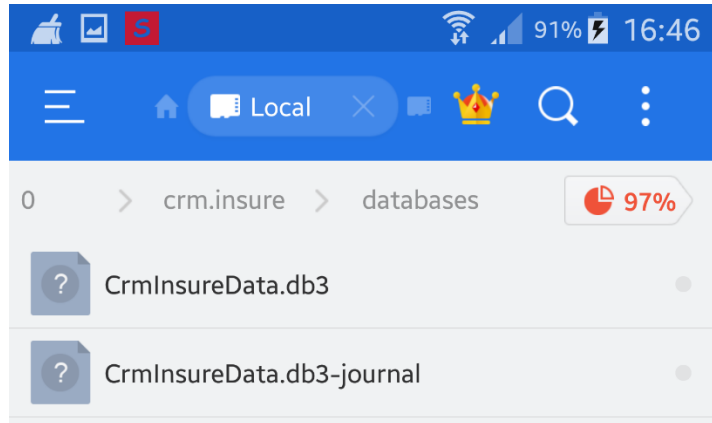 S 91% 16:46
Local
0 > crm.insure > databases 97%
? CrmInsureData.db3
? CrmInsureData.db3-journal